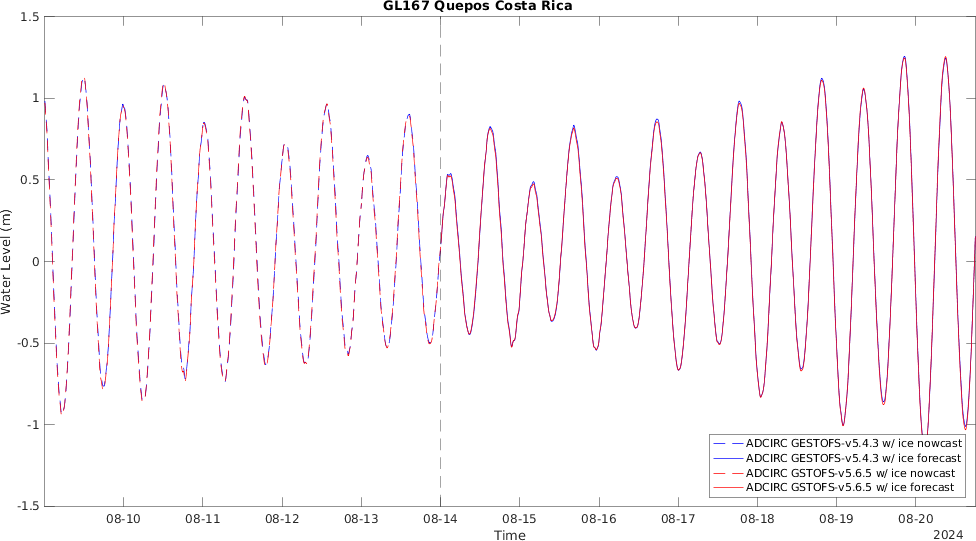 GL167 Quepos Costa Rica
1.5
1
0.5
0
-0.5
-1
-1.5
Water Level (m)
ADCIRC GESTOFS-v5.4.3 w/ ice nowcast
ADCIRC GESTOFS-v5.4.3 w/ ice forecast
ADCIRC GSTOFS-v5.6.5 w/ ice nowcast
ADCIRC GSTOFS-v5.6.5 w/ ice forecast
08-10 08-11 08-12 08-13 08-14 08-15 08-16 08-17 08-18 08-19 08-20
Time
2024